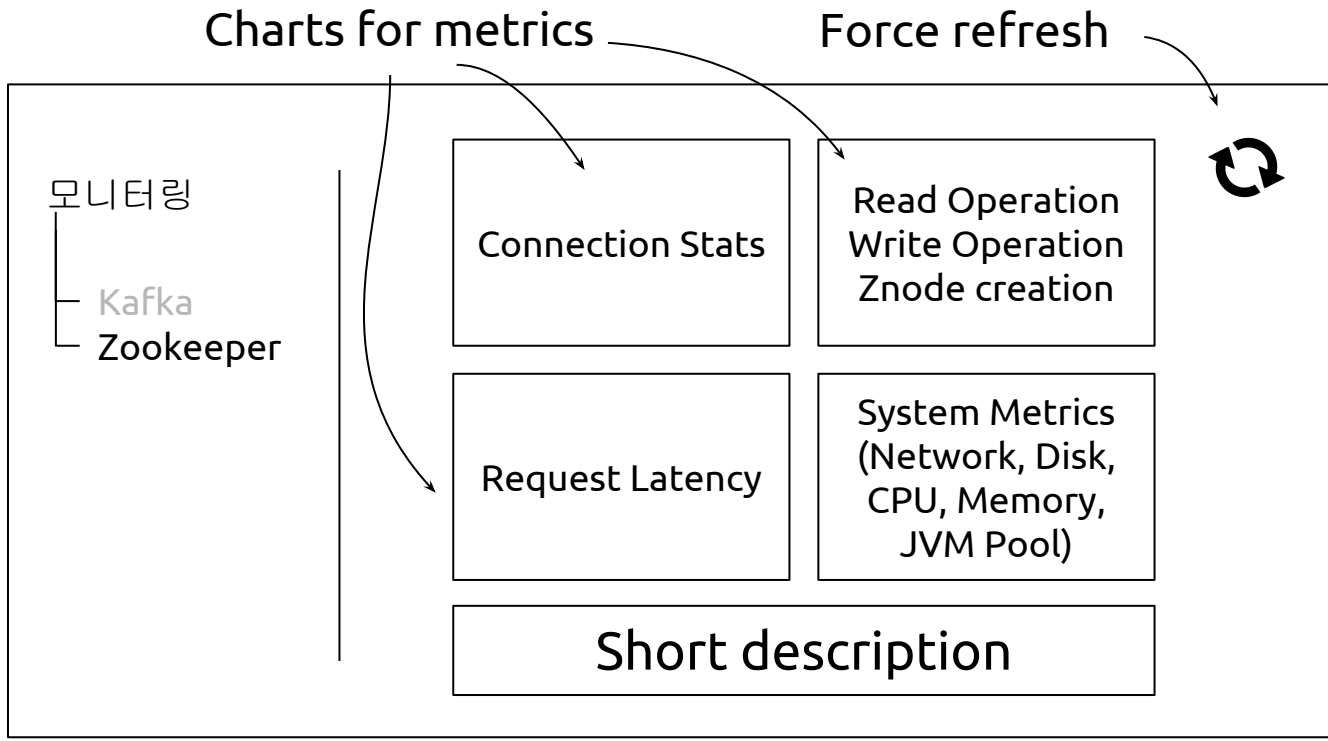 Charts for metrics
Force refresh
모니터링
Kafka
Zookeeper
Connection Stats
Read Operation
Write Operation
Znode creation
Request Latency
System Metrics
(Network, Disk,
CPU, Memory,
JVM Pool)
Short description